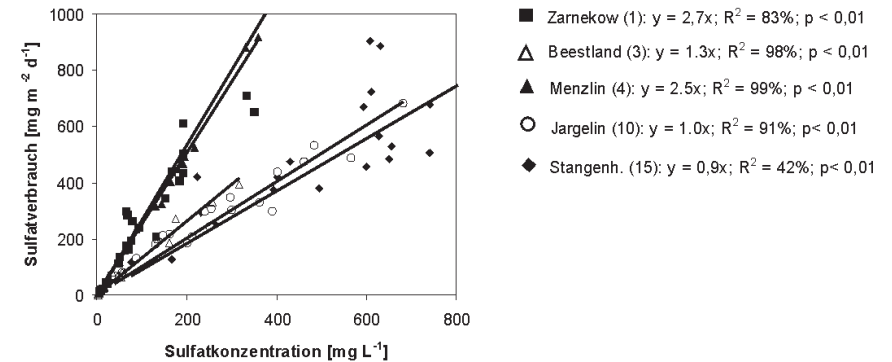 1000
800
600
400
200
0
0 200 400 600 800
Sulfatverbrauch [mg m⁻² d⁻¹]
Sulfatkonzentration [mg L⁻¹]
Zarnekow (1): y = 2,7x; R² = 83%; p < 0,01
Beestland (3): y = 1.3x; R² = 98%; p < 0,01
Menzlin (4): y = 2.5x; R² = 99%; p < 0,01
Jargelin (10): y = 1.0x; R² = 91%; p< 0,01
Stangenh. (15): y = 0,9x; R² = 42%; p< 0,01